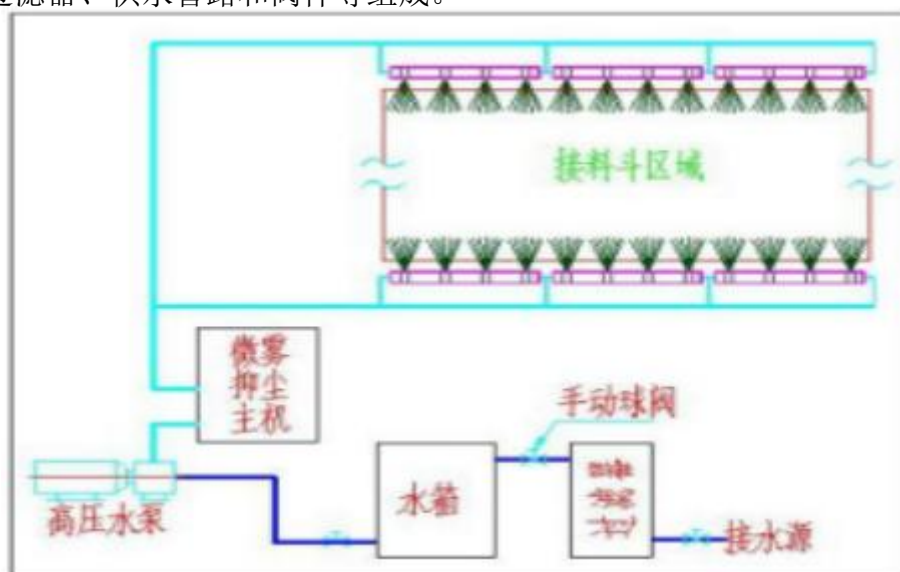 过滤器、供水管路和阀件等组成。
接料斗区域
微雾
抑尘
主机
手动球阀
高压水泵
水箱
接水源